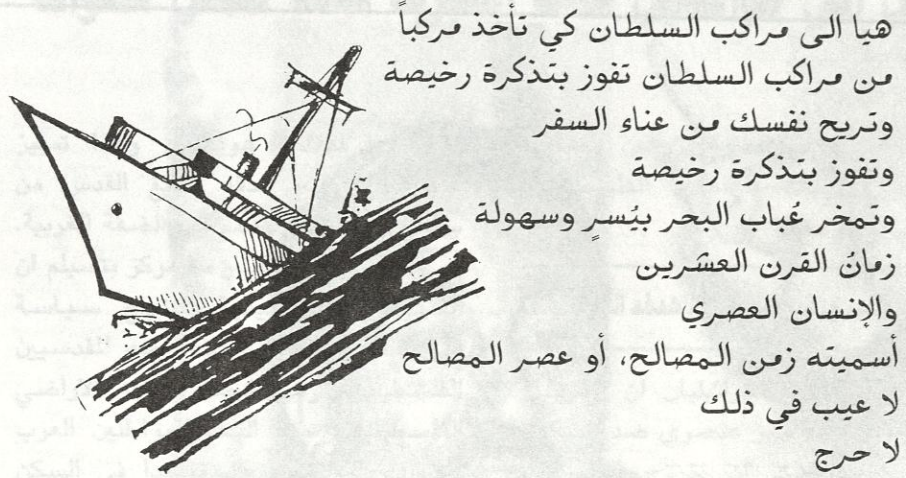 هيا الى مراكب السلطان كي تأخذ مركباً
من مراكب السلطان تفوز بتذكرة رخيصة
وتريح نفسك من عناء السفر
وتفوز بتذكرة رخيصة
وتمخر عُباب البحر بيُسرٍ وسهولة
زمانُ القرن العشرين
والإنسان العصري
أسميته زمن المصالح، أو عصر المصالح
لا عيب في ذلك
لا حرج